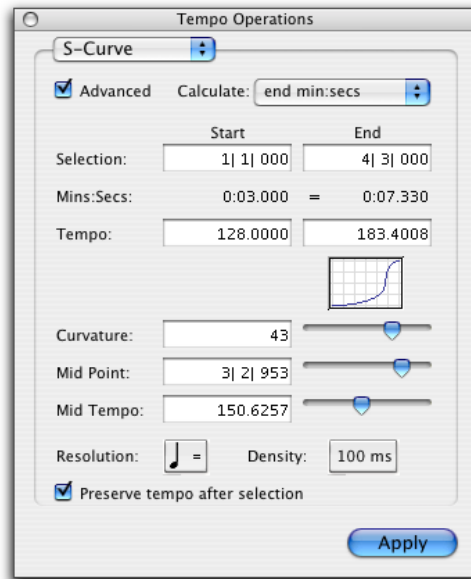 Tempo Operations
S-Curve
Advanced Calculate: end min:secs
Start End
Selection: 1| 1| 000 4| 3| 000
Mins:Secs: 0:03.000 = 0:07.330
Tempo: 128.0000 183.4008
Curvature: 43
Mid Point: 3| 2| 953
Mid Tempo: 150.6257
Resolution: = Density: 100 ms
Preserve tempo after selection
Apply